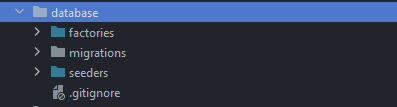 database
factories
migrations
seeders
.gitignore